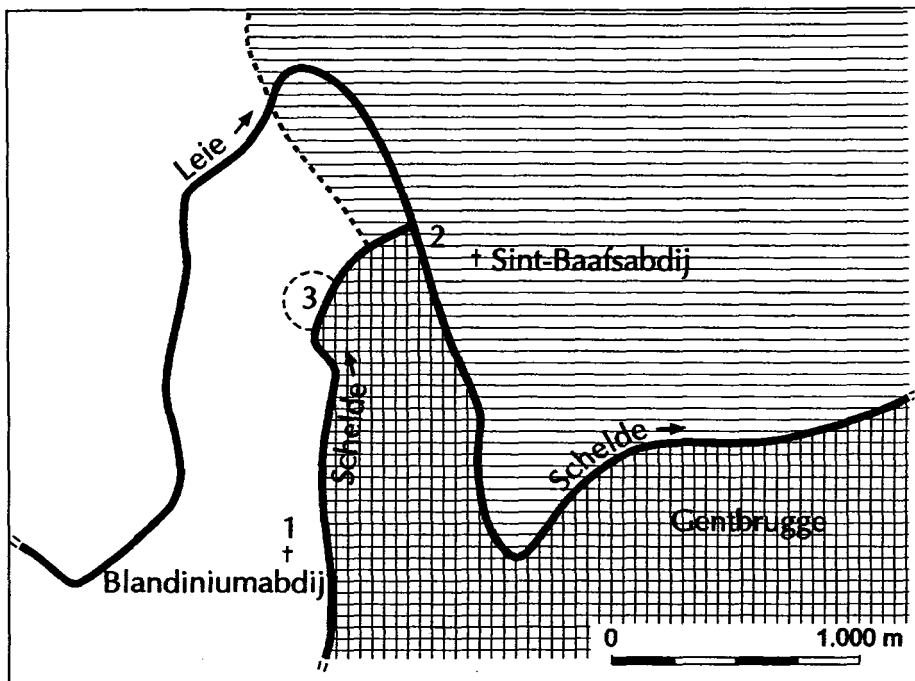 Leie →
2
† Sint-Baafsabdij
3
Schelde →
Schelde →
1
†
Blandiniumabdij
Gentbrugge
0 1.000 m